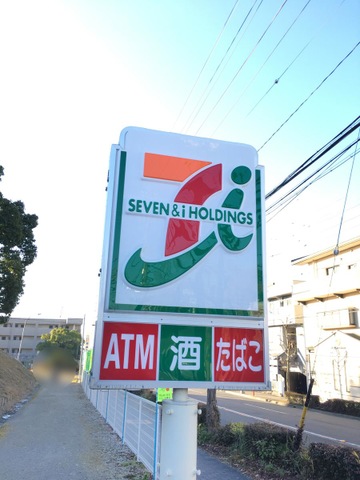 SEVEN & i HOLDINGS
ATM 酒 たばこ